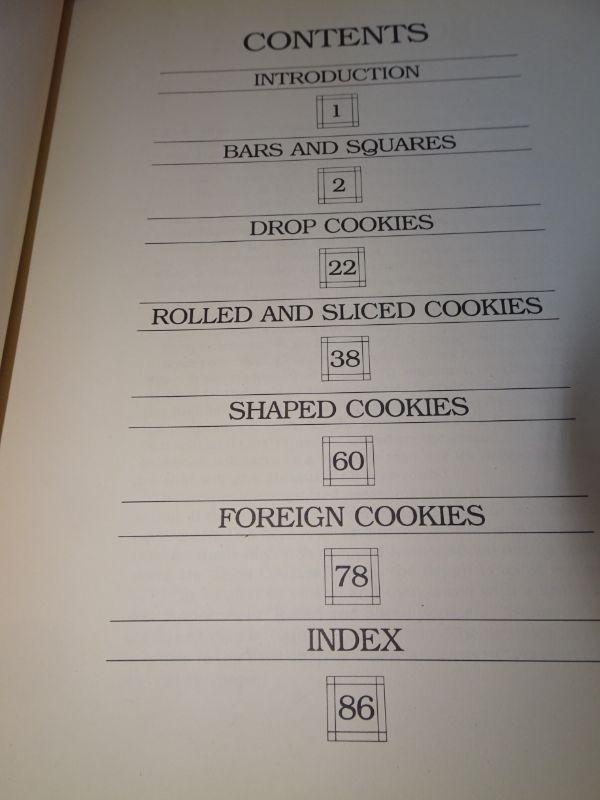 CONTENTS
INTRODUCTION
1
BARS AND SQUARES
2
DROP COOKIES
22
ROLLED AND SLICED COOKIES
38
SHAPED COOKIES
60
FOREIGN COOKIES
78
INDEX
86